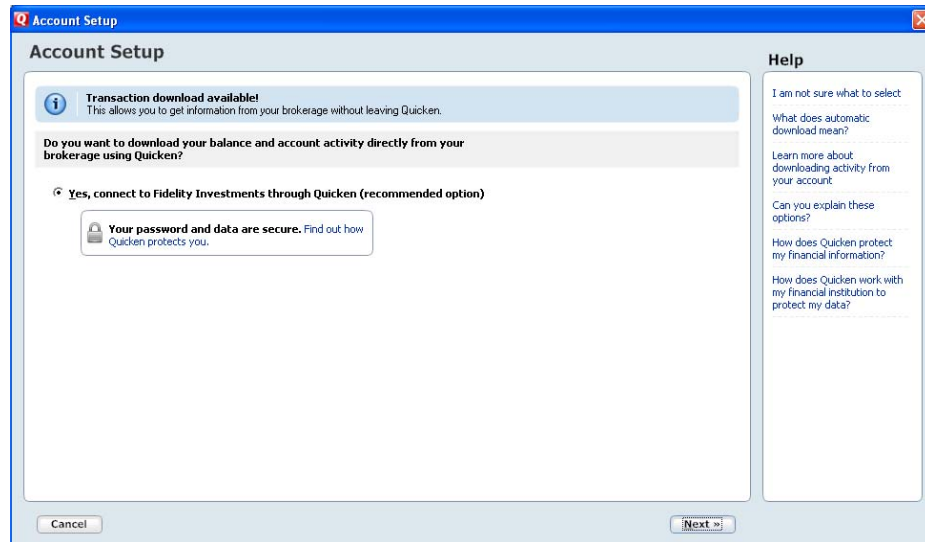 Account Setup
Account Setup
Transaction download available!
This allows you to get information from your brokerage without leaving Quicken.
Do you want to download your balance and account activity directly from your
brokerage using Quicken?
Yes, connect to Fidelity Investments through Quicken (recommended option)
Your password and data are secure. Find out how
Quicken protects you.
Help
I am not sure what to select
What does automatic
download mean?
Learn more about
downloading activity from
your account
Can you explain these
options?
How does Quicken protect
my financial information?
How does Quicken work with
my financial institution to
protect my data?
Cancel
Next »